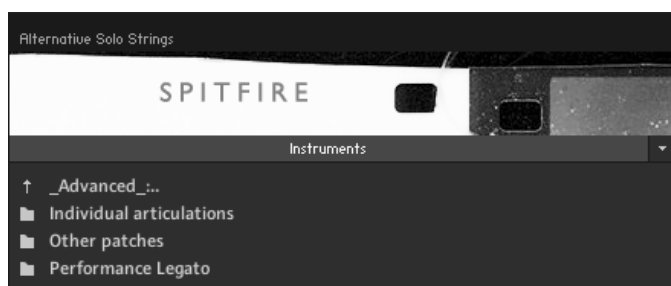 Alternative Solo Strings
SPITFIRE
Instruments
_Advanced_:..
Individual articulations
Other patches
Performance Legato